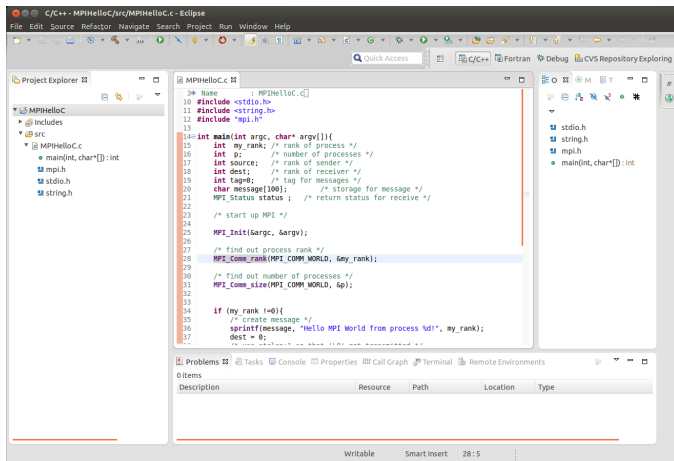 C/C++ - MPIHelloC/src/MPIHelloC.c - Eclipse
File Edit Source Refactor Navigate Search Project Run Window Help
Quick Access C/C++ Fortran Debug CVS Repository Exploring
Project Explorer
MPIHelloC
Includes
src
MPIHelloC.c
main(int, char*[]) : int
mpi.h
stdio.h
string.h
MPIHelloC.c
3 Name : MPIHelloC.c
10 #include <stdio.h>
11 #include <string.h>
12 #include "mpi.h"
13
14 int main(int argc, char* argv[]){
15 int my_rank; /* rank of process */
16 int p; /* number of processes */
17 int source; /* rank of sender */
18 int dest; /* rank of receiver */
19 int tag=0; /* tag for messages */
20 char message[100]; /* storage for message */
21 MPI_Status status ; /* return status for receive */
22
23 /* start up MPI */
24
25 MPI_Init(&argc, &argv);
26
27 /* find out process rank */
28 MPI_Comm_rank(MPI_COMM_WORLD, &my_rank);
29
30 /* find out number of processes */
31 MPI_Comm_size(MPI_COMM_WORLD, &p);
32
33
34 if (my_rank !=0){
35 /* create message */
36 sprintf(message, "Hello MPI World from process %d!", my_rank);
37 dest = 0;
O M T
stdio.h
string.h
mpi.h
main(int, char*[]) : int
Problems Tasks Console Properties Call Graph Terminal Remote Environments
0 items
Description Resource Path Location Type
Writable Smart Insert 28 : 5